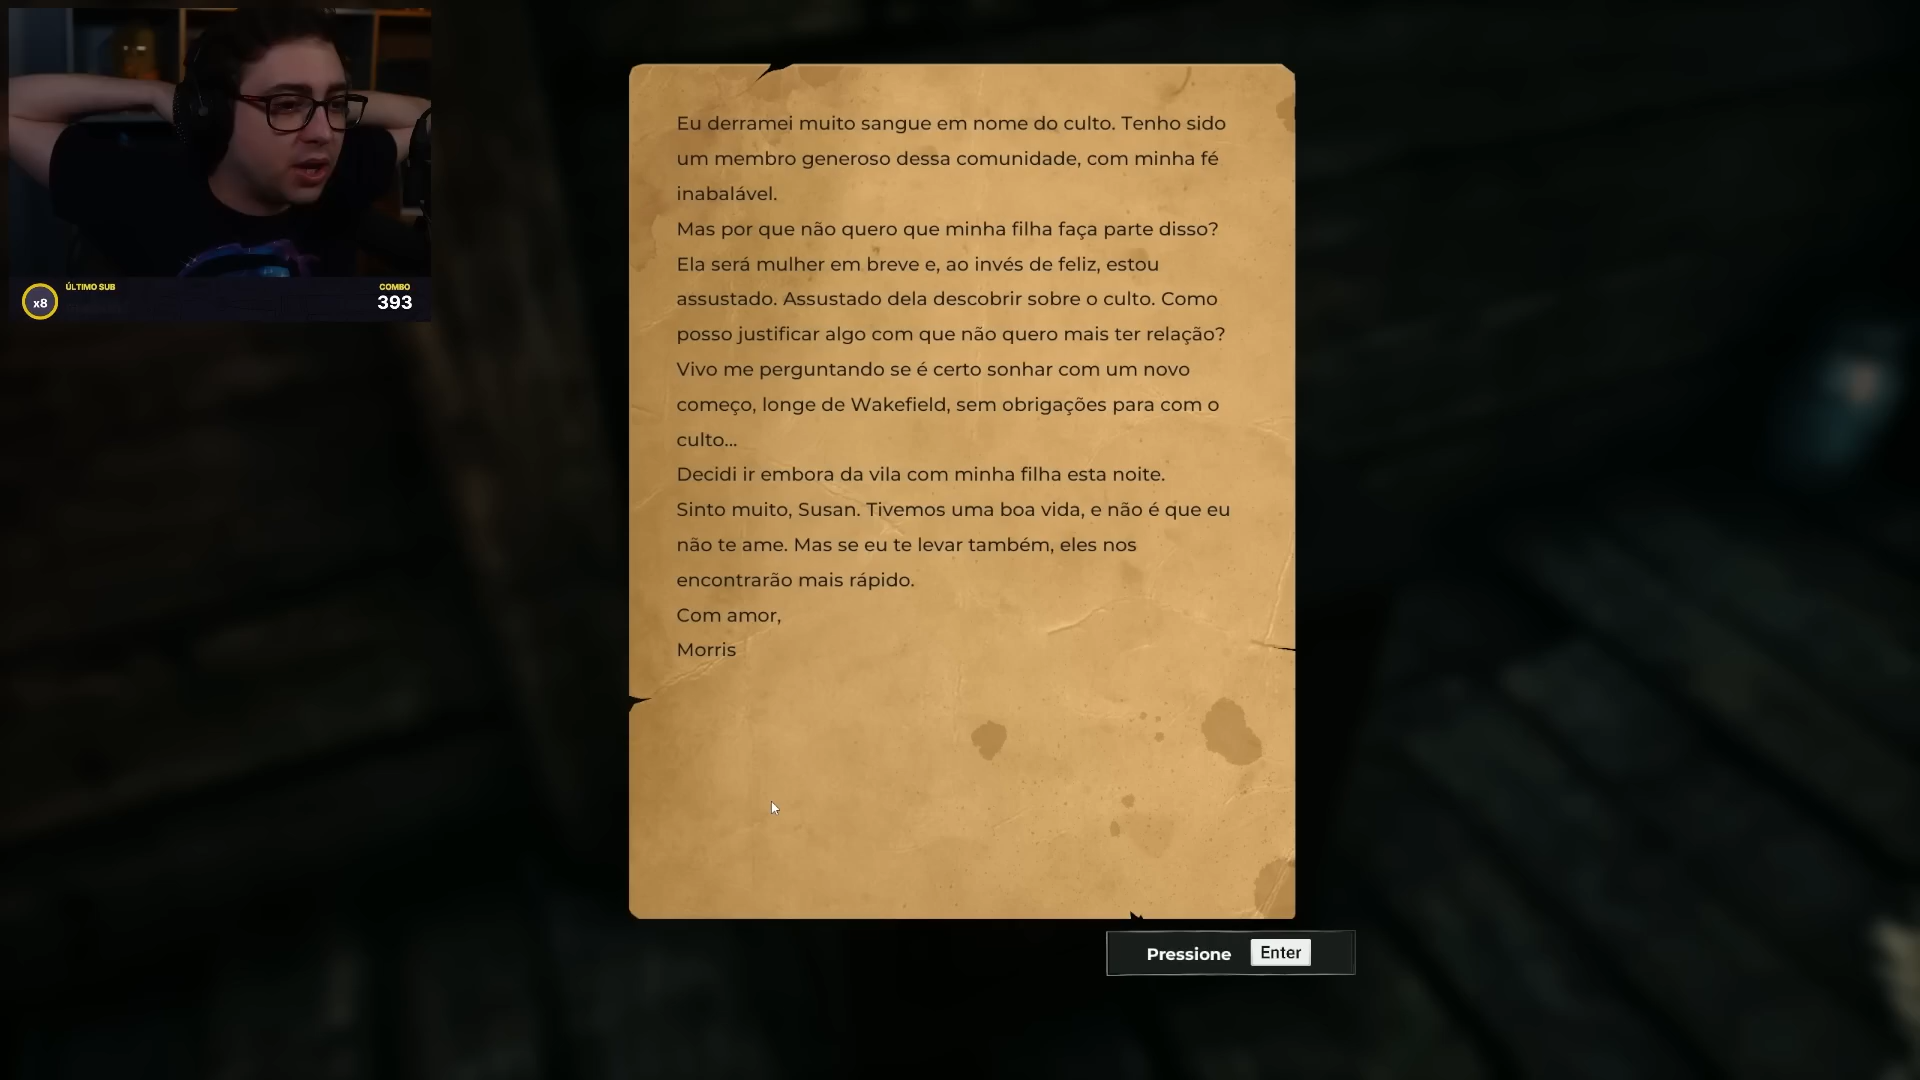 ÚLTIMO SUB
COMBO
x8
393
Eu derramei muito sangue em nome do culto. Tenho sido
um membro generoso dessa comunidade, com minha fé
inabalável.
Mas por que não quero que minha filha faça parte disso?
Ela será mulher em breve e, ao invés de feliz, estou
assustado. Assustado dela descobrir sobre o culto. Como
posso justificar algo com que não quero mais ter relação?
Vivo me perguntando se é certo sonhar com um novo
começo, longe de Wakefield, sem obrigações para com o
culto...
Decidi ir embora da vila com minha filha esta noite.
Sinto muito, Susan. Tivemos uma boa vida, e não é que eu
não te ame. Mas se eu te levar também, eles nos
encontrarão mais rápido.
Com amor,
Morris
Pressione Enter